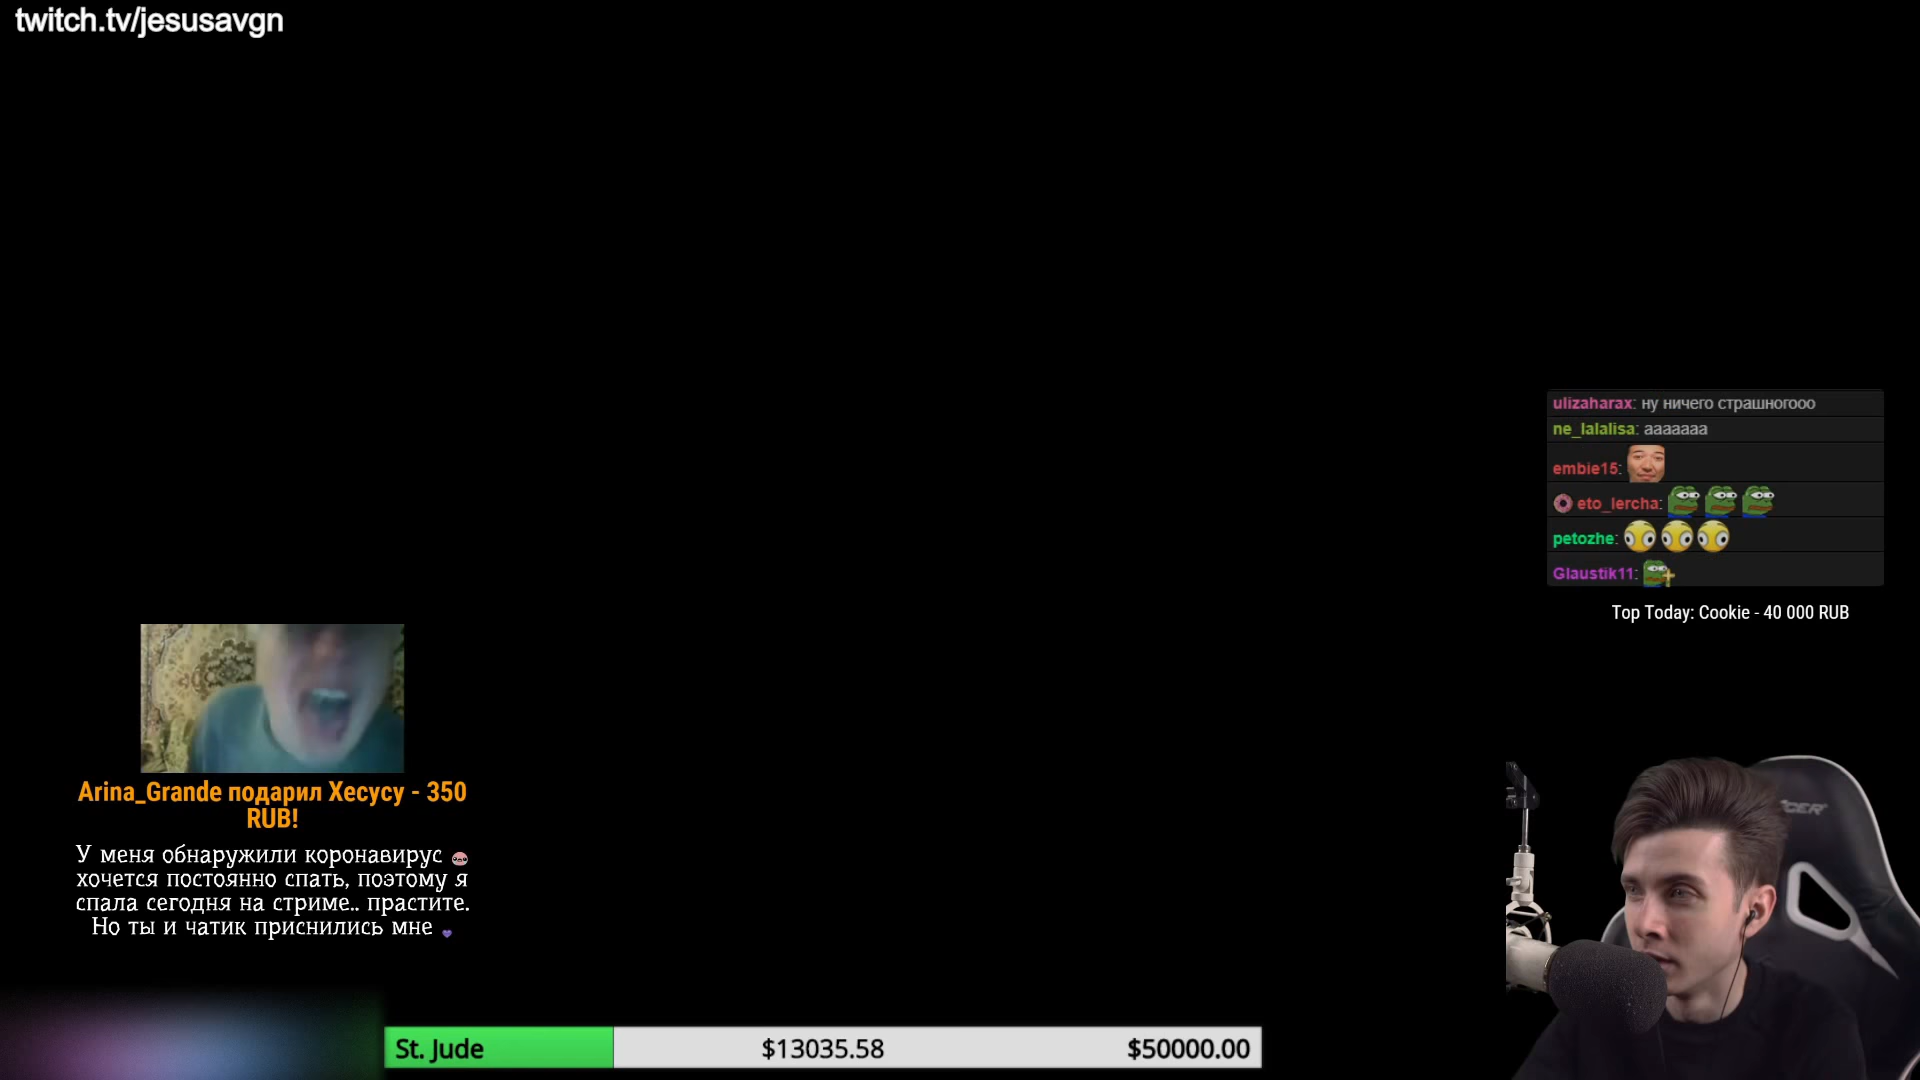 twitch.tv/jesusavgn
ulizaharax: ну ничего страшногооо
ne_lalalisa: ааааааа
embie15:
eto_lercha:
petozhe:
Glaustik11:
Top Today: Cookie - 40 000 RUB
Arina_Grande подарил Хесусу - 350
RUB!
У меня обнаружили коронавирус
хочется постоянно спать, поэтому я
спала сегодня на стриме.. прастите.
Но ты и чатик приснились мне
St. Jude $13035.58 $50000.00